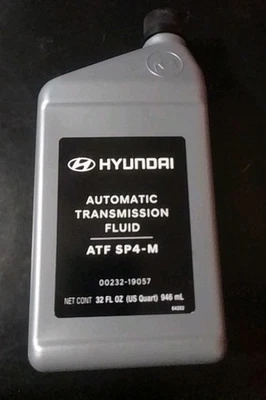 HYUNDAI
AUTOMATIC
TRANSMISSION
FLUID
ATF SP4-M
00232-19057
NET CONT 32 FL OZ (US Quart) 946 mL